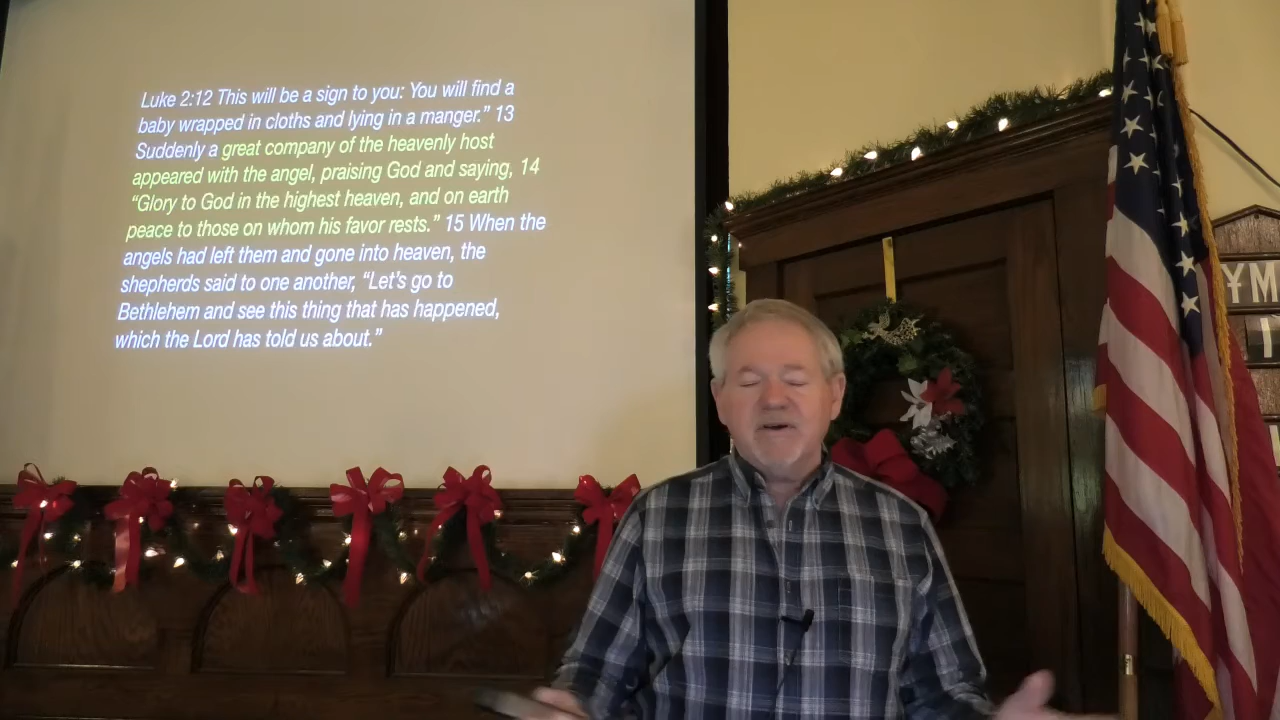 Luke 2:12 This will be a sign to you: You will find a
baby wrapped in cloths and lying in a manger.” 13
Suddenly a great company of the heavenly host
appeared with the angel, praising God and saying, 14
“Glory to God in the highest heaven, and on earth
peace to those on whom his favor rests.” 15 When the
angels had left them and gone into heaven, the
shepherds said to one another, “Let’s go to
Bethlehem and see this thing that has happened,
which the Lord has told us about.”